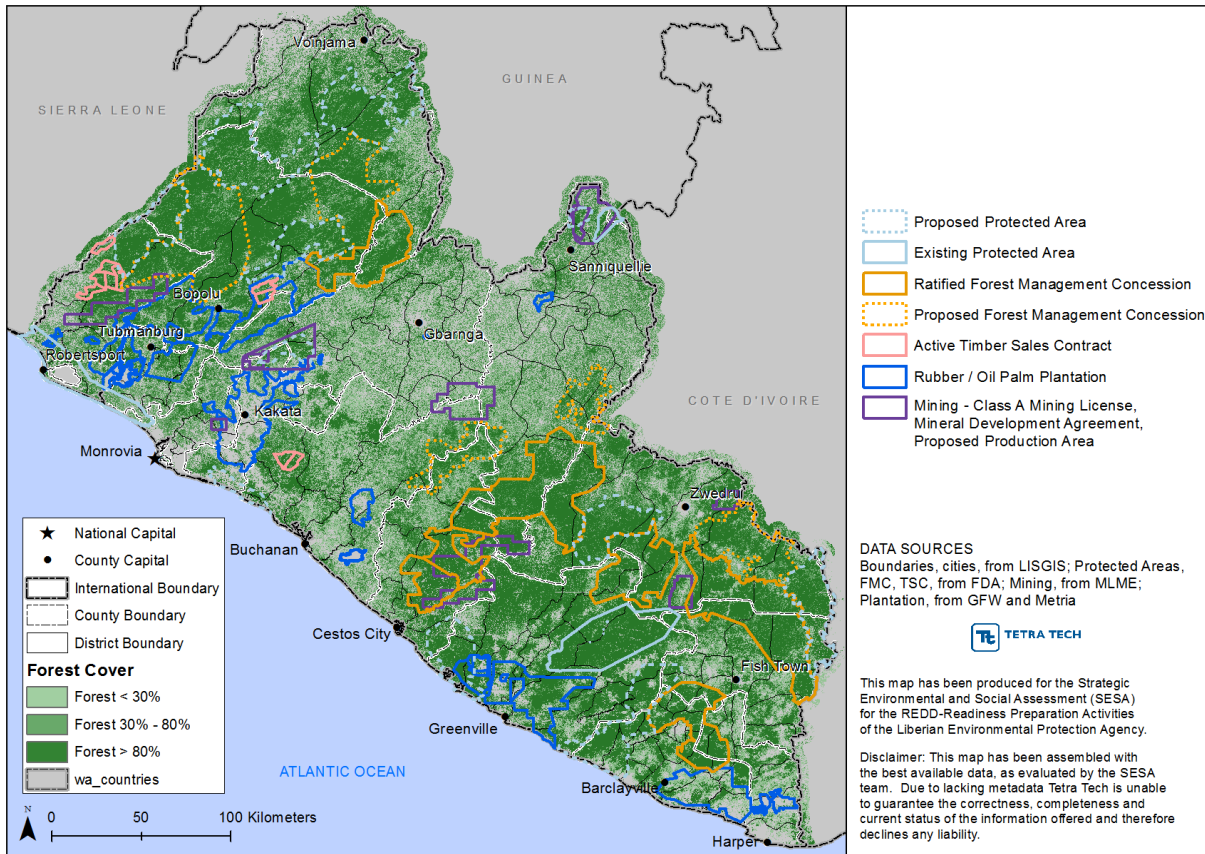 Voinjama
GUINEA
SIERRA LEONE
Sanniquellie
Bopolu
Gbarnga
Tubmanburg
Robertsport
COTE D'IVOIRE
Kakata
Monrovia
Zwedru
Buchanan
Cestos City
Fish Town
Greenville
ATLANTIC OCEAN
Barclayville
Harper
National Capital
County Capital
International Boundary
County Boundary
District Boundary
Forest Cover
Forest < 30%
Forest 30% - 80%
Forest > 80%
wa_countries
N
0 50 100 Kilometers
Proposed Protected Area
Existing Protected Area
Ratified Forest Management Concession
Proposed Forest Management Concession
Active Timber Sales Contract
Rubber / Oil Palm Plantation
Mining - Class A Mining License,
Mineral Development Agreement,
Proposed Production Area
DATA SOURCES
Boundaries, cities, from LISGIS; Protected Areas,
FMC, TSC, from FDA; Mining, from MLME;
Plantation, from GFW and Metria
Tt TETRA TECH
This map has been produced for the Strategic
Environmental and Social Assessment (SESA)
for the REDD-Readiness Preparation Activities
of the Liberian Environmental Protection Agency.
Disclaimer: This map has been assembled with
the best available data, as evaluated by the SESA
team. Due to lacking metadata Tetra Tech is unable
to guarantee the correctness, completeness and
current status of the information offered and therefore
declines any liability.